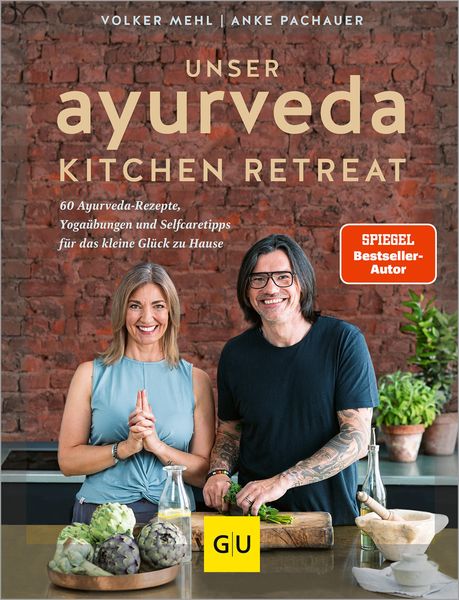 VOLKER MEHL | ANKE PACHAUER
UNSER
ayurveda
KITCHEN RETREAT
60 Ayurveda-Rezepte,
Yogaübungen und Selfcaretipps
für das kleine Glück zu Hause
SPIEGEL
Bestseller-
Autor
G|U